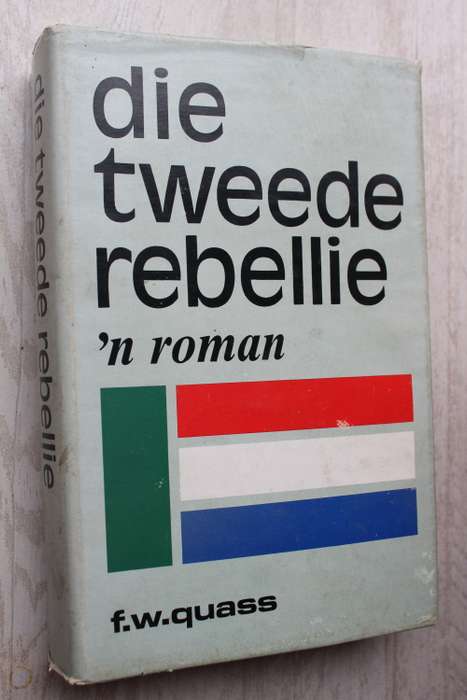 die
tweede
rebellie
’n roman
f.w.quass
die tweede rebellie